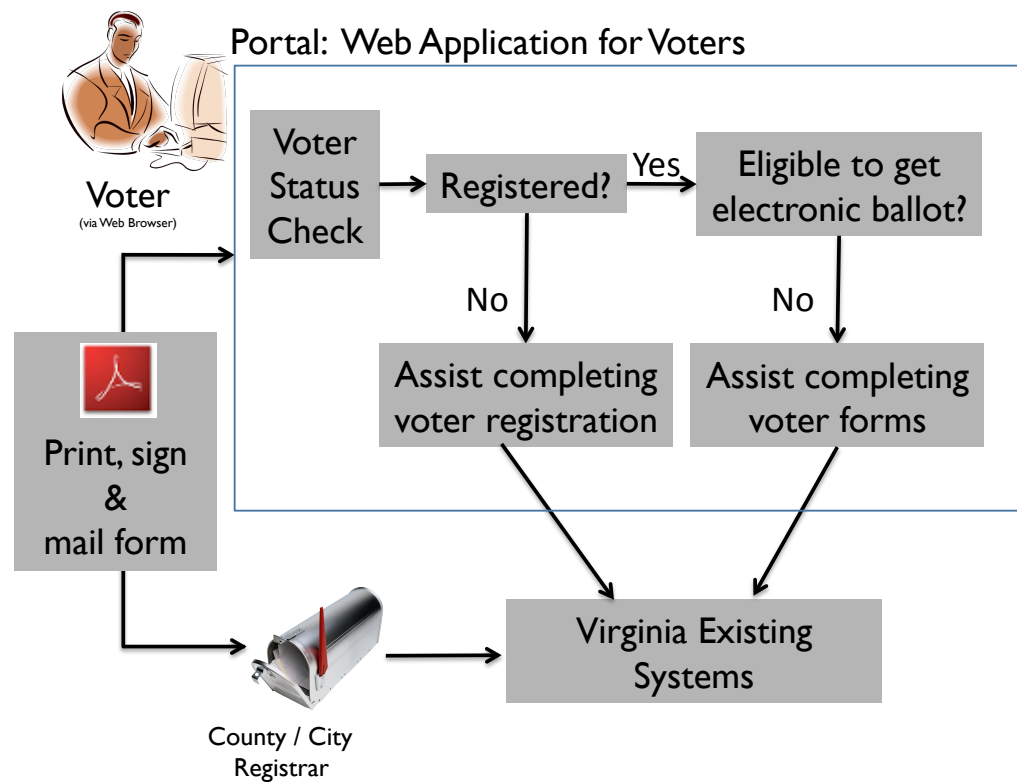 Portal: Web Application for Voters
Voter
(via Web Browser)
Voter
Status
Check
Registered?
Yes
Eligible to get
electronic ballot?
No
No
Assist completing
voter registration
Assist completing
voter forms
Print, sign
&
mail form
Virginia Existing
Systems
County / City
Registrar